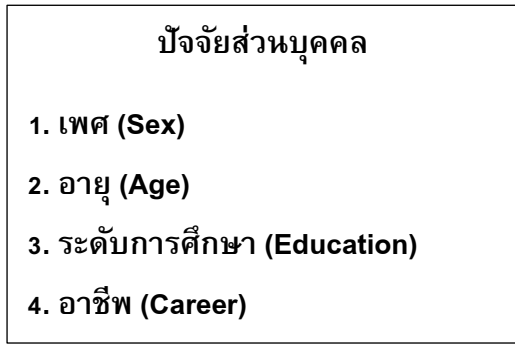 ปัจจัยส่วนบุคคล
1. เพศ (Sex)
2. อายุ (Age)
3. ระดับการศึกษา (Education)
4. อาชีพ (Career)